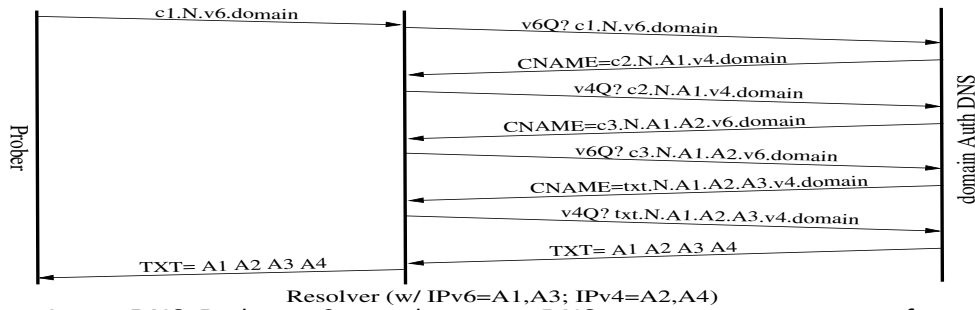 c1.N.v6.domain
v6Q? c1.N.v6.domain
CNAME=c2.N.A1.v4.domain
v4Q? c2.N.A1.v4.domain
CNAME=c3.N.A1.A2.v6.domain
v6Q? c3.N.A1.A2.v6.domain
CNAME=txt.N.A1.A2.A3.v4.domain
v4Q? txt.N.A1.A2.A3.v4.domain
TXT= A1 A2 A3 A4
TXT= A1 A2 A3 A4
Prober
domain Auth DNS
Resolver (w/ IPv6=A1,A3; IPv4=A2,A4)